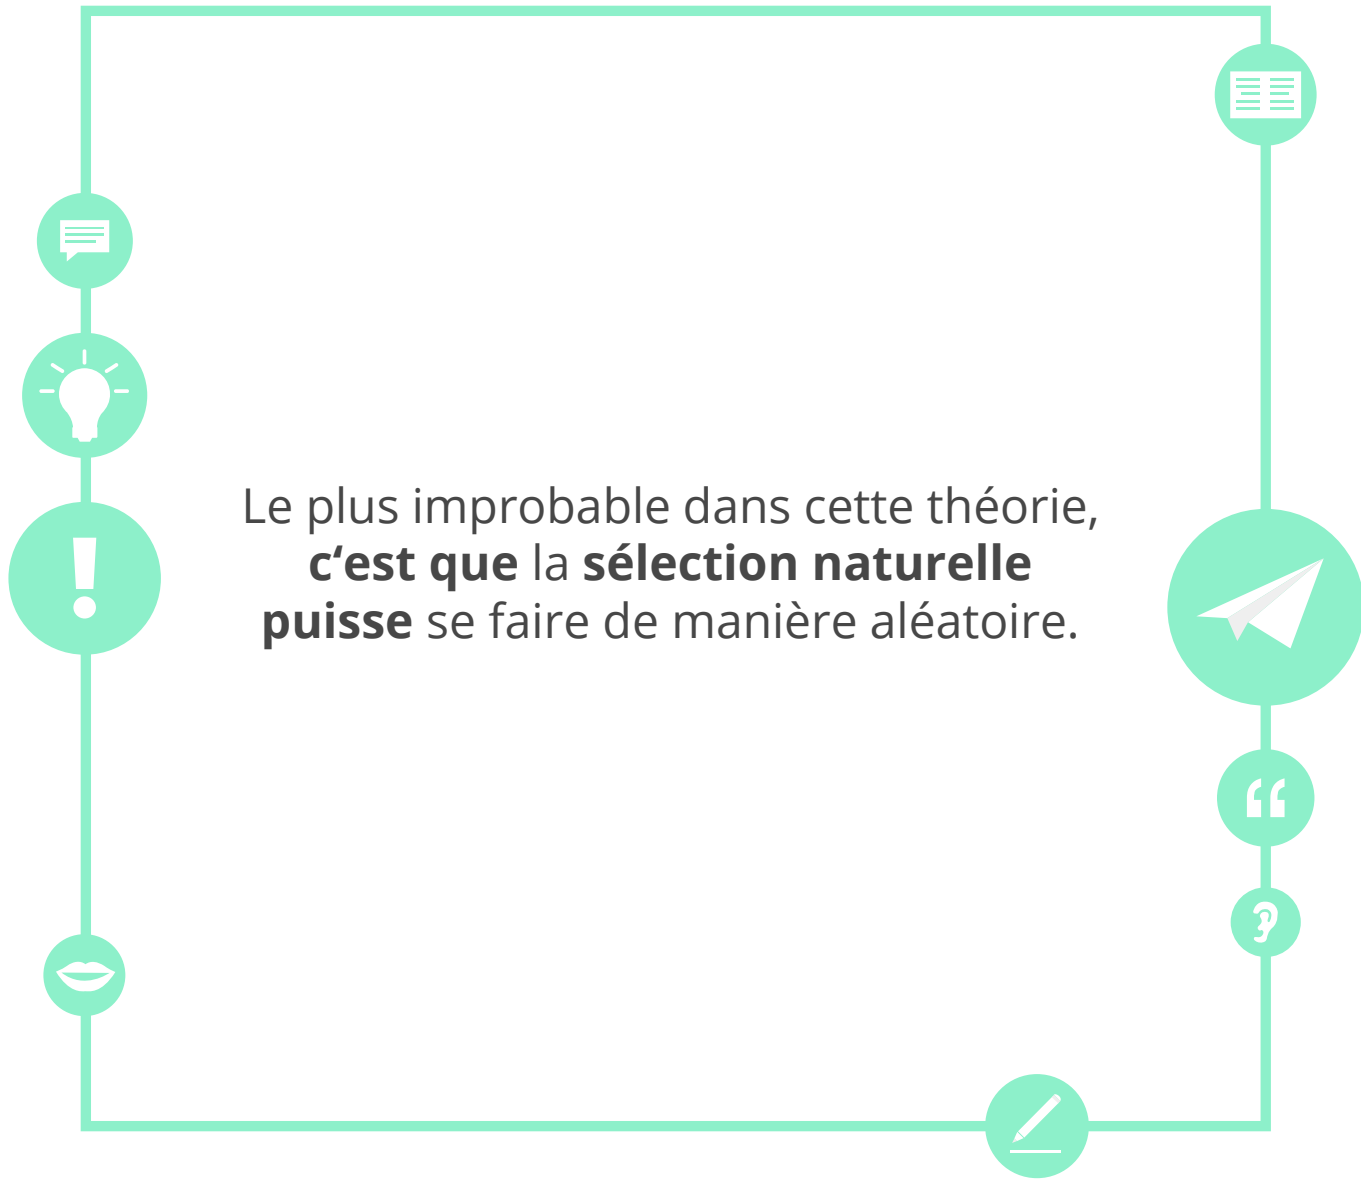 Le plus improbable dans cette théorie,
c‘est que la sélection naturelle
puisse se faire de manière aléatoire.